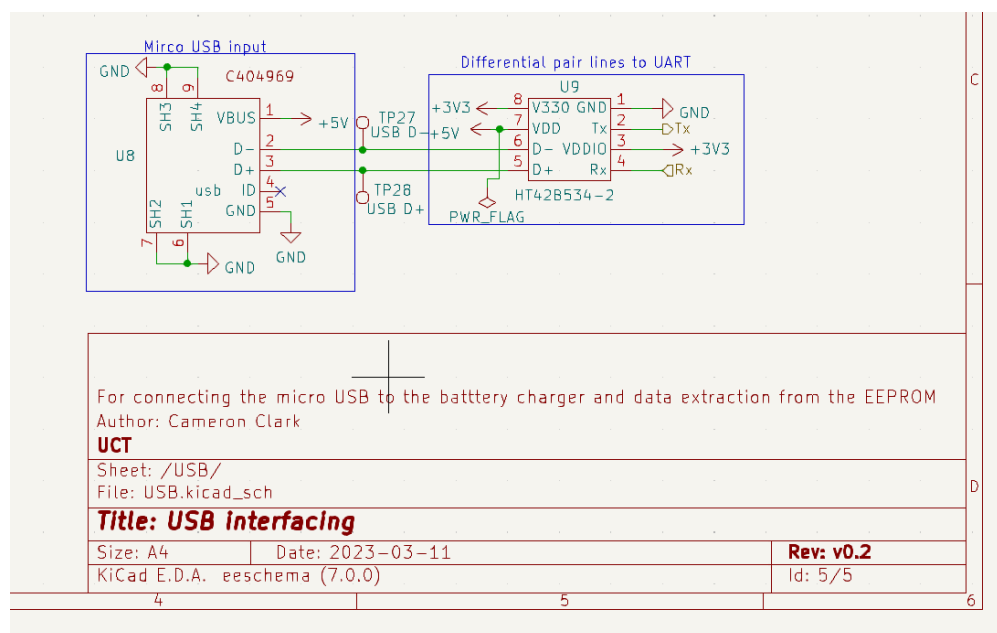 Mirco USB input
GND
C404969
8
9
SH3
SH4
VBUS
1
+5V
D-
2
D+
3
U8
usb
ID
4
GND
5
SH2
SH1
7
6
GND
GND
TP27
USB D-
TP28
USB D+
Differential pair lines to UART
U9
+3V3
8
V330
GND
1
GND
+5V
7
VDD
Tx
2
Tx
6
D-
VDDIO
3
+3V3
5
D+
Rx
4
Rx
HT42B534-2
PWR_FLAG
C
For connecting the micro USB to the batttery charger and data extraction from the EEPROM
Author: Cameron Clark
UCT
Sheet: /USB/
File: USB.kicad_sch
D
Title: USB interfacing
Size: A4
Date: 2023-03-11
Rev: v0.2
KiCad E.D.A. eeschema (7.0.0)
Id: 5/5
4
5
6